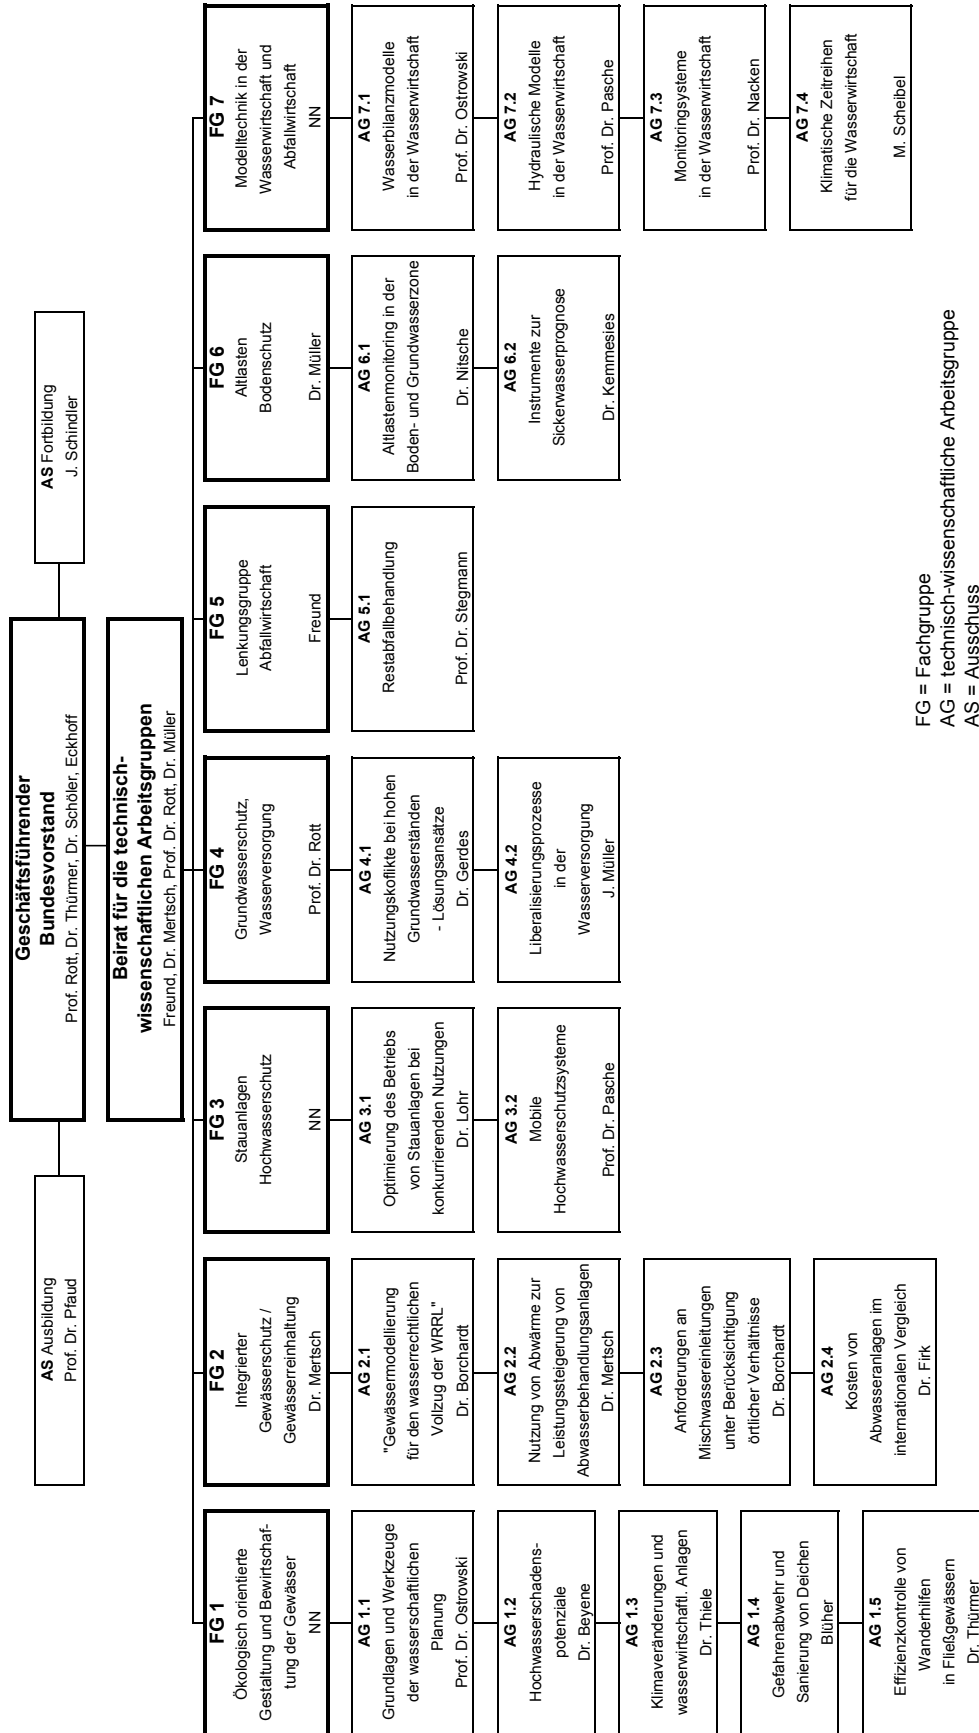 Geschäftsführender
Bundesvorstand
Prof. Rott, Dr. Thürmer, Dr. Schöler, Eckhoff
AS Ausbildung
Prof. Dr. Pfaud
AS Fortbildung
J. Schindler
Beirat für die technisch-
wissenschaftlichen Arbeitsgruppen
Freund, Dr. Mertsch, Prof. Dr. Rott, Dr. Müller
FG 1
Ökologisch orientierte
Gestaltung und Bewirtschaf-
tung der Gewässer
NN
AG 1.1
Grundlagen und Werkzeuge
der wasserschaftlichen
Planung
Prof. Dr. Ostrowski
AG 1.2
Hochwasserschadens-
potenziale
Dr. Beyene
AG 1.3
Klimaveränderungen und
wasserwirtschaftl. Anlagen
Dr. Thiele
AG 1.4
Gefahrenabwehr und
Sanierung von Deichen
Blüher
AG 1.5
Effizienzkontrolle von
Wanderhilfen
in Fließgewässern
Dr. Thürmer
FG 2
Integrierter
Gewässerschutz /
Gewässerreinhaltung
Dr. Mertsch
AG 2.1
"Gewässermodellierung
für den wasserrechtlichen
Vollzug der WRRL"
Dr. Borchardt
AG 2.2
Nutzung von Abwärme zur
Leistungssteigerung von
Abwasserbehandlungsanlagen
Dr. Mertsch
AG 2.3
Anforderungen an
Mischwassereinleitungen
unter Berücksichtigung
örtlicher Verhältnisse
Dr. Borchardt
AG 2.4
Kosten von
Abwasseranlagen im
internationalen Vergleich
Dr. Firk
FG 3
Stauanlagen
Hochwasserschutz
NN
AG 3.1
Optimierung des Betriebs
von Stauanlagen bei
konkurrierenden Nutzungen
Dr. Lohr
AG 3.2
Mobile
Hochwasserschutzsysteme
Prof. Dr. Pasche
FG 4
Grundwasserschutz,
Wasserversorgung
Prof. Dr. Rott
AG 4.1
Nutzungskoflikte bei hohen
Grundwasserständen
- Lösungsansätze
Dr. Gerdes
AG 4.2
Liberalisierungsprozesse
in der
Wasserversorgung
J. Müller
FG 5
Lenkungsgruppe
Abfallwirtschaft
Freund
AG 5.1
Restabfallbehandlung
Prof. Dr. Stegmann
FG 6
Altlasten
Bodenschutz
Dr. Müller
AG 6.1
Altlastenmonitoring in der
Boden- und Grundwasserzone
Dr. Nitsche
AG 6.2
Instrumente zur
Sickerwasserprognose
Dr. Kemmesies
FG 7
Modelltechnik in der
Wasserwirtschaft und
Abfallwirtschaft
NN
AG 7.1
Wasserbilanzmodelle
in der Wasserwirtschaft
Prof. Dr. Ostrowski
AG 7.2
Hydraulische Modelle
in der Wasserwirtschaft
Prof. Dr. Pasche
AG 7.3
Monitoringsysteme
in der Wasserwirtschaft
Prof. Dr. Nacken
AG 7.4
Klimatische Zeitreihen
für die Wasserwirtschaft
M. Scheibel
FG = Fachgruppe
AG = technisch-wissenschaftliche Arbeitsgruppe
AS = Ausschuss